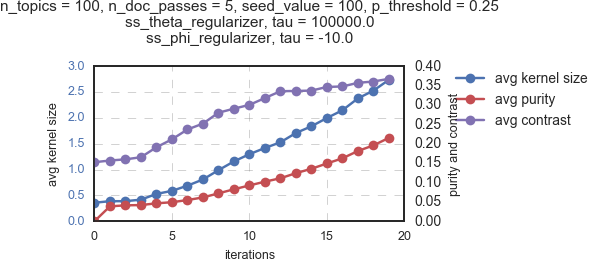 n_topics = 100, n_doc_passes = 5, seed_value = 100, p_threshold = 0.25
ss_theta_regularizer, tau = 100000.0
ss_phi_regularizer, tau = -10.0
3.0
2.5
2.0
1.5
1.0
0.5
0.0
avg kernel size
0
5
10
15
20
iterations
0.40
0.35
0.30
0.25
0.20
0.15
0.10
0.05
0.00
purity and contrast
avg kernel size
avg purity
avg contrast